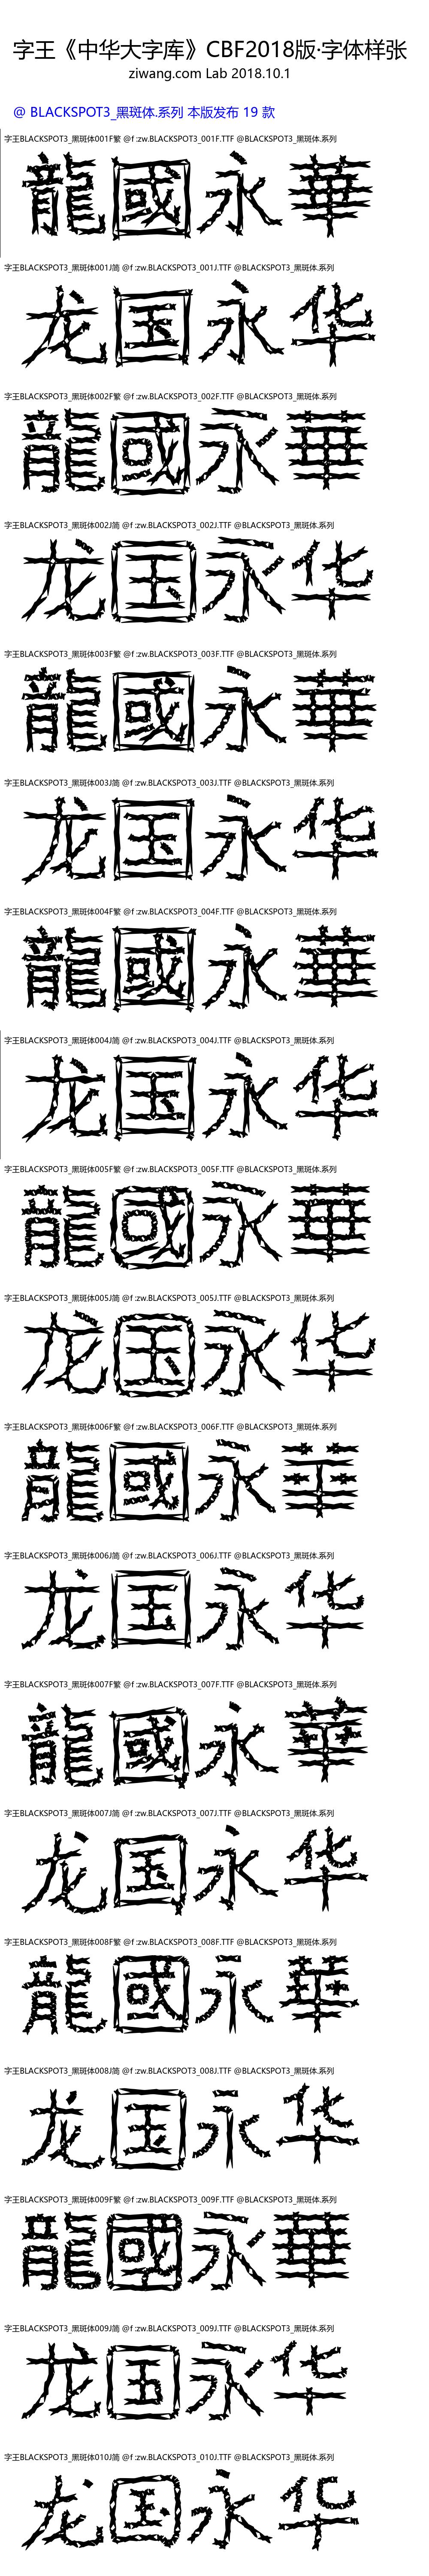 字王《中华大字库》CBF2018版·字体样张
ziwang.com Lab 2018.10.1
@ BLACKSPOT3_黑斑体.系列 本版发布 19 款
字王BLACKSPOT3_黑斑体001F繁 @f :zw.BLACKSPOT3_001F.TTF @BLACKSPOT3_黑斑体.系列
龍國永華
字王BLACKSPOT3_黑斑体001J简 @f :zw.BLACKSPOT3_001J.TTF @BLACKSPOT3_黑斑体.系列
龙国永华
字王BLACKSPOT3_黑斑体002F繁 @f :zw.BLACKSPOT3_002F.TTF @BLACKSPOT3_黑斑体.系列
龍國永華
字王BLACKSPOT3_黑斑体002J简 @f :zw.BLACKSPOT3_002J.TTF @BLACKSPOT3_黑斑体.系列
龙国永华
字王BLACKSPOT3_黑斑体003F繁 @f :zw.BLACKSPOT3_003F.TTF @BLACKSPOT3_黑斑体.系列
龍國永華
字王BLACKSPOT3_黑斑体003J简 @f :zw.BLACKSPOT3_003J.TTF @BLACKSPOT3_黑斑体.系列
龙国永华
字王BLACKSPOT3_黑斑体004F繁 @f :zw.BLACKSPOT3_004F.TTF @BLACKSPOT3_黑斑体.系列
龍國永華
字王BLACKSPOT3_黑斑体004J简 @f :zw.BLACKSPOT3_004J.TTF @BLACKSPOT3_黑斑体.系列
龙国永华
字王BLACKSPOT3_黑斑体005F繁 @f :zw.BLACKSPOT3_005F.TTF @BLACKSPOT3_黑斑体.系列
龍國永華
字王BLACKSPOT3_黑斑体005J简 @f :zw.BLACKSPOT3_005J.TTF @BLACKSPOT3_黑斑体.系列
龙国永华
字王BLACKSPOT3_黑斑体006F繁 @f :zw.BLACKSPOT3_006F.TTF @BLACKSPOT3_黑斑体.系列
龍國永華
字王BLACKSPOT3_黑斑体006J简 @f :zw.BLACKSPOT3_006J.TTF @BLACKSPOT3_黑斑体.系列
龙国永华
字王BLACKSPOT3_黑斑体007F繁 @f :zw.BLACKSPOT3_007F.TTF @BLACKSPOT3_黑斑体.系列
龍國永華
字王BLACKSPOT3_黑斑体007J简 @f :zw.BLACKSPOT3_007J.TTF @BLACKSPOT3_黑斑体.系列
龙国永华
字王BLACKSPOT3_黑斑体008F繁 @f :zw.BLACKSPOT3_008F.TTF @BLACKSPOT3_黑斑体.系列
龍國永華
字王BLACKSPOT3_黑斑体008J简 @f :zw.BLACKSPOT3_008J.TTF @BLACKSPOT3_黑斑体.系列
龙国永华
字王BLACKSPOT3_黑斑体009F繁 @f :zw.BLACKSPOT3_009F.TTF @BLACKSPOT3_黑斑体.系列
龍國永華
字王BLACKSPOT3_黑斑体009J简 @f :zw.BLACKSPOT3_009J.TTF @BLACKSPOT3_黑斑体.系列
龙国永华
字王BLACKSPOT3_黑斑体010J简 @f :zw.BLACKSPOT3_010J.TTF @BLACKSPOT3_黑斑体.系列
龙国永华